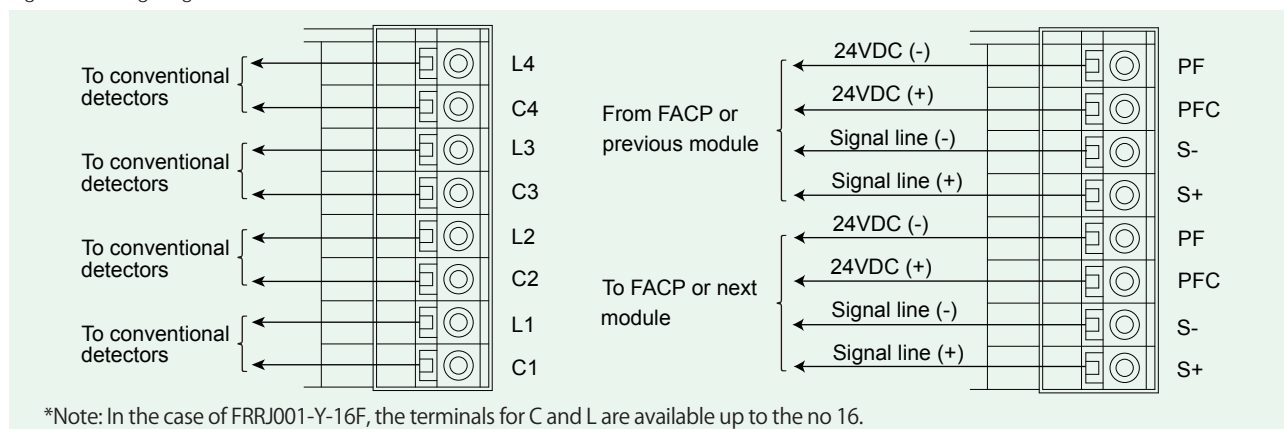 To conventional
detectors
L4
C4
To conventional
detectors
L3
C3
To conventional
detectors
L2
C2
To conventional
detectors
L1
C1
From FACP or
previous module
24VDC (-)
PF
24VDC (+)
PFC
Signal line (-)
S-
Signal line (+)
S+
To FACP or next
module
24VDC (-)
PF
24VDC (+)
PFC
Signal line (-)
S-
Signal line (+)
S+
*Note: In the case of FRRJ001-Y-16F, the terminals for C and L are available up to the no 16.